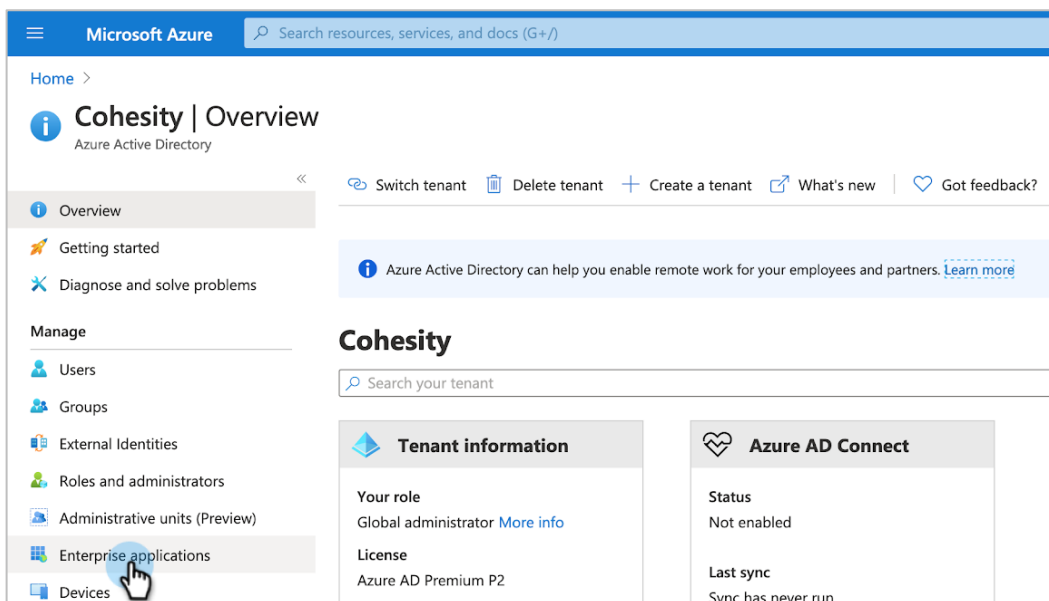 Microsoft Azure
Search resources, services, and docs (G+/)
Home >
Cohesity | Overview
Azure Active Directory
«
Switch tenant Delete tenant Create a tenant What's new Got feedback?
Overview
Getting started
Diagnose and solve problems
Manage
Users
Groups
External Identities
Roles and administrators
Administrative units (Preview)
Enterprise applications
Devices
Azure Active Directory can help you enable remote work for your employees and partners. Learn more
Cohesity
Search your tenant
Tenant information
Your role
Global administrator More info
License
Azure AD Premium P2
Azure AD Connect
Status
Not enabled
Last sync
Sync has never run